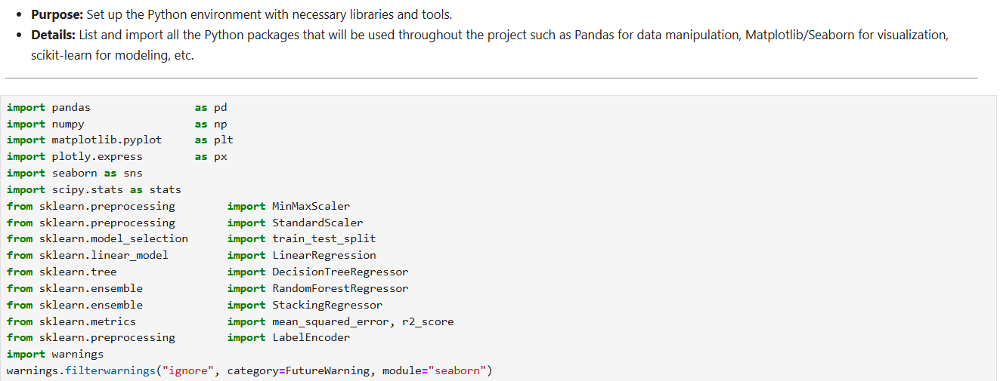 • Purpose: Set up the Python environment with necessary libraries and tools.
• Details: List and import all the Python packages that will be used throughout the project such as Pandas for data manipulation, Matplotlib/Seaborn for visualization,
scikit-learn for modeling, etc.
import pandas                as pd
import numpy                 as np
import matplotlib.pyplot     as plt
import plotly.express        as px
import seaborn as sns
import scipy.stats as stats
from sklearn.preprocessing        import MinMaxScaler
from sklearn.preprocessing        import StandardScaler
from sklearn.model_selection      import train_test_split
from sklearn.linear_model         import LinearRegression
from sklearn.tree                 import DecisionTreeRegressor
from sklearn.ensemble             import RandomForestRegressor
from sklearn.ensemble             import StackingRegressor
from sklearn.metrics              import mean_squared_error, r2_score
from sklearn.preprocessing        import LabelEncoder
import warnings
warnings.filterwarnings("ignore", category=FutureWarning, module="seaborn")